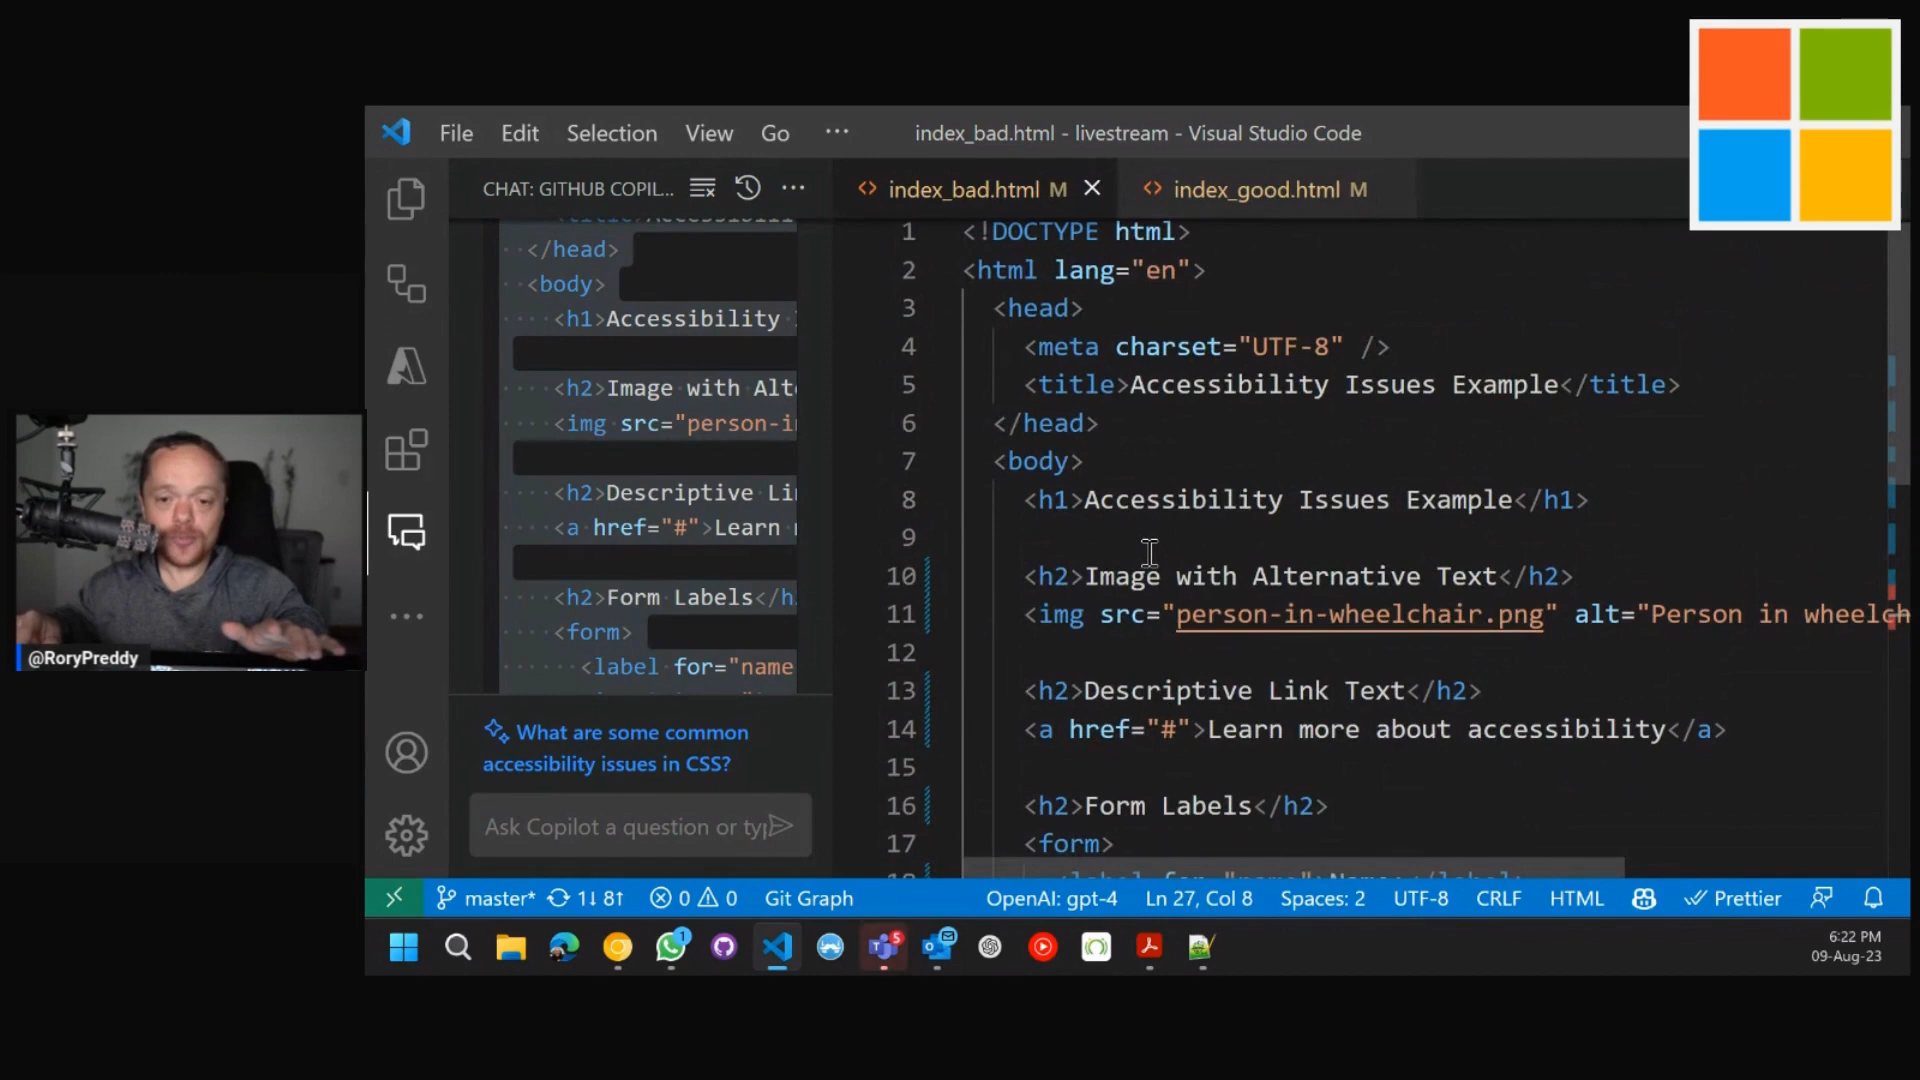 File Edit Selection View Go ··· index_bad.html - livestream - Visual Studio Code
CHAT: GITHUB COPIL... ···
</head>
<body>
<h1>Accessibility
<h2>Image with Alt
<img src="person-i
<h2>Descriptive Li
<a href="#">Learn
<h2>Form Labels</h
<form>
<label for="name
What are some common
accessibility issues in CSS?
Ask Copilot a question or typ
index_bad.html M
index_good.html M
1 <!DOCTYPE html>
2 <html lang="en">
3 <head>
4 <meta charset="UTF-8" />
5 <title>Accessibility Issues Example</title>
6 </head>
7 <body>
8 <h1>Accessibility Issues Example</h1>
9
10 <h2>Image with Alternative Text</h2>
11 <img src="person-in-wheelchair.png" alt="Person in wheelch
12
13 <h2>Descriptive Link Text</h2>
14 <a href="#">Learn more about accessibility</a>
15
16 <h2>Form Labels</h2>
17 <form>
@RoryPreddy
master* 1↓ 8↑ 0 0 Git Graph OpenAI: gpt-4 Ln 27, Col 8 Spaces: 2 UTF-8 CRLF HTML Prettier
1
5
6:22 PM
09-Aug-23